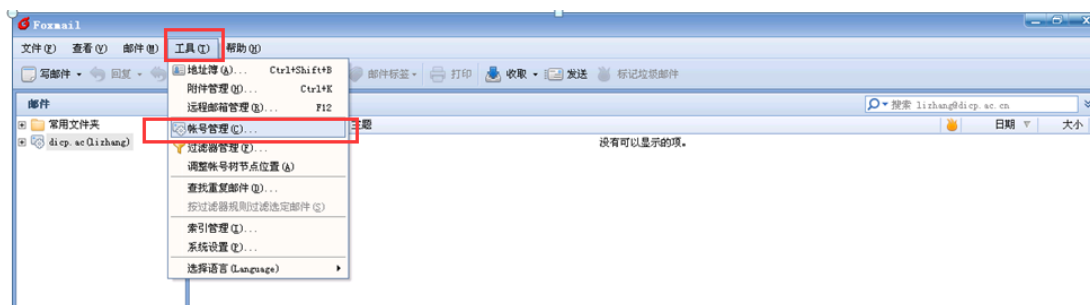 Foxmail
文件(F) 查看(V) 邮件(M) 工具(T) 帮助(H)
写邮件 回复 邮件标签 打印 收取 发送 标记垃圾邮件
地址簿(A)... Ctrl+Shift+B
附件管理(H)... Ctrl+K
邮件
远程邮箱管理(R)... F12
搜索 lizhang@dicp.ac.cn
常用文件夹
帐号管理(C)...
主题
日期
大小
dicp.ac(lizhang)
过滤器管理(F)...
没有可以显示的项。
调整帐号树节点位置(A)
查找重复邮件(D)...
按过滤器规则过滤选定邮件(S)
索引管理(I)...
系统设置(P)...
选择语言(Language)